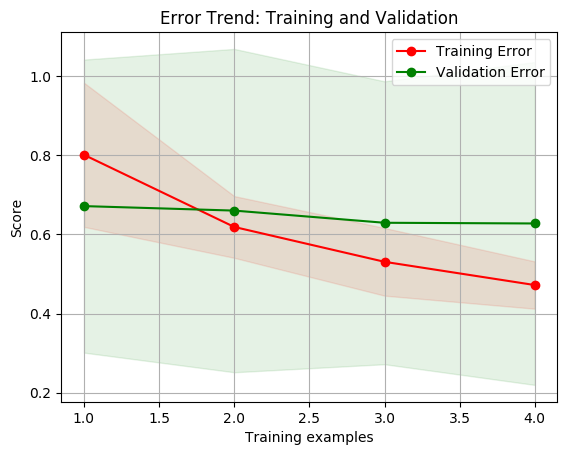 Error Trend: Training and Validation
Training Error
Validation Error
Score
1.0
0.8
0.6
0.4
0.2
1.0 1.5 2.0 2.5 3.0 3.5 4.0
Training examples